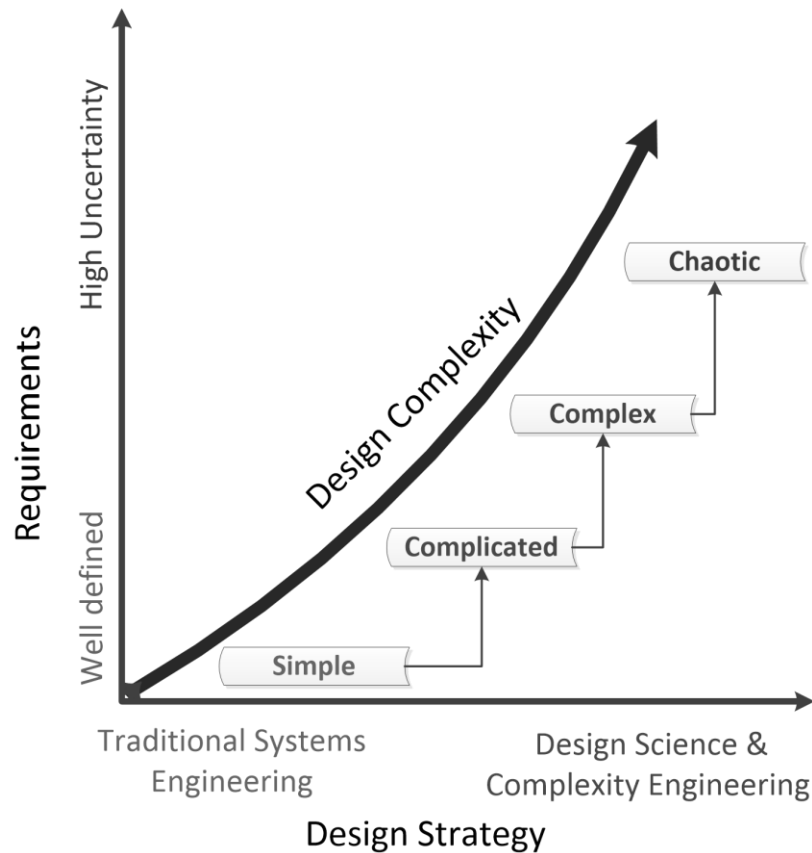 High Uncertainty
Chaotic
Design Complexity
Complex
Requirements
Complicated
Well defined
Simple
Traditional Systems
Engineering
Design Science &
Complexity Engineering
Design Strategy